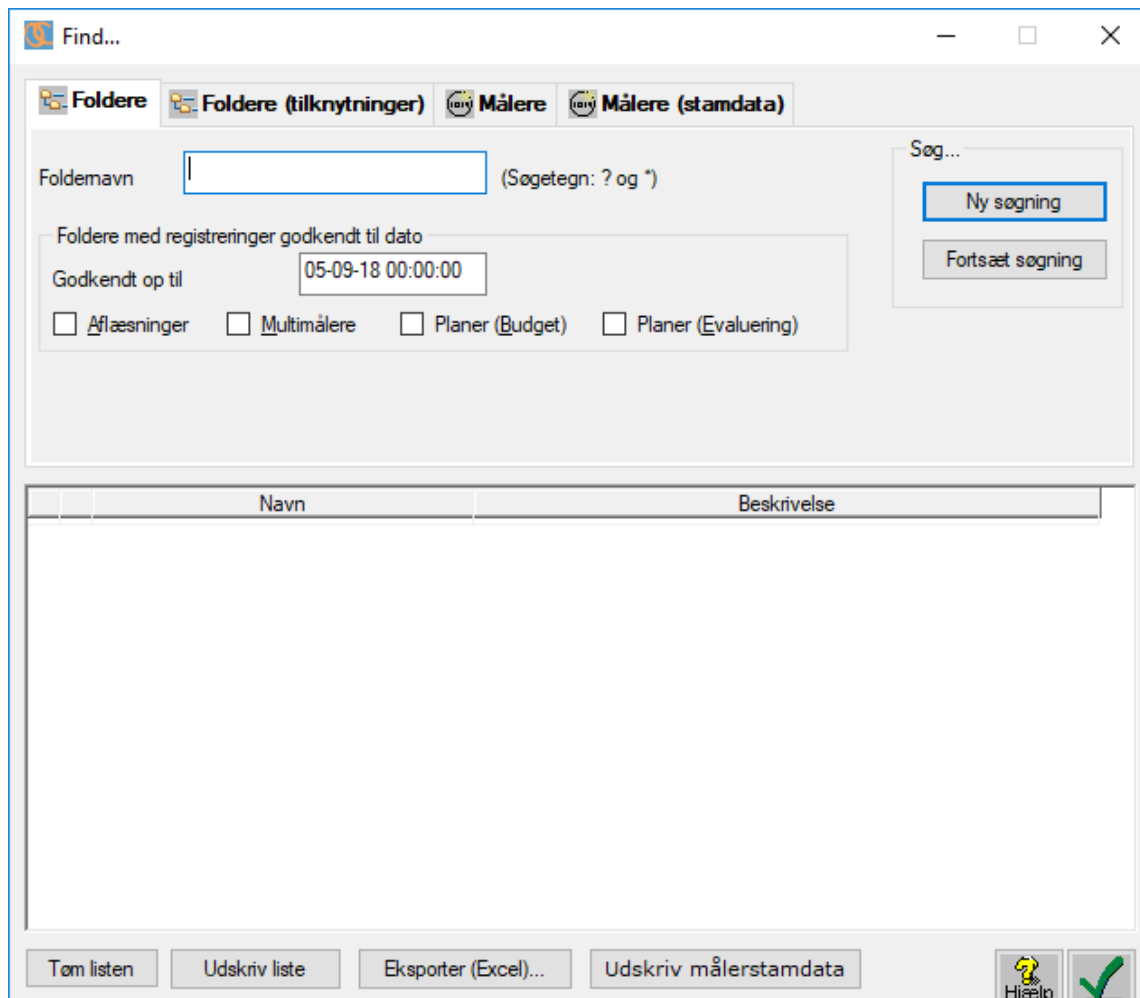 Find...
Foldere Foldere (tilknytninger) Målere Målere (stamdata)
Foldernavn (Søgetegn: ? og *)
Søg...
Ny søgning
Fortsæt søgning
Foldere med registreringer godkendt til dato
Godkendt op til 05-09-18 00:00:00
Aflæsninger Multimålere Planer (Budget) Planer (Evaluering)
Navn Beskrivelse
Tøm listen Udskriv liste Eksporter (Excel)... Udskriv målerstamdata
Hjælp